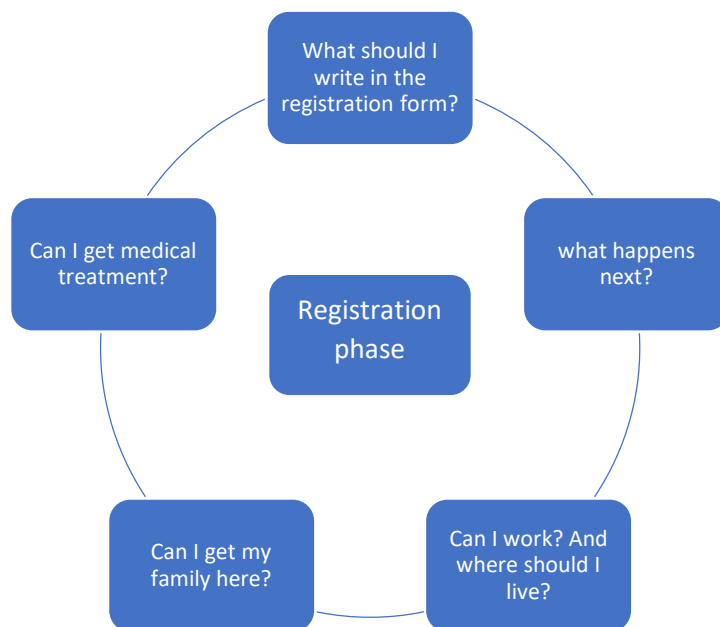 What should I
write in the
registration form?
Can I get medical
treatment?
what happens
next?
Registration
phase
Can I get my
family here?
Can I work? And
where should I
live?